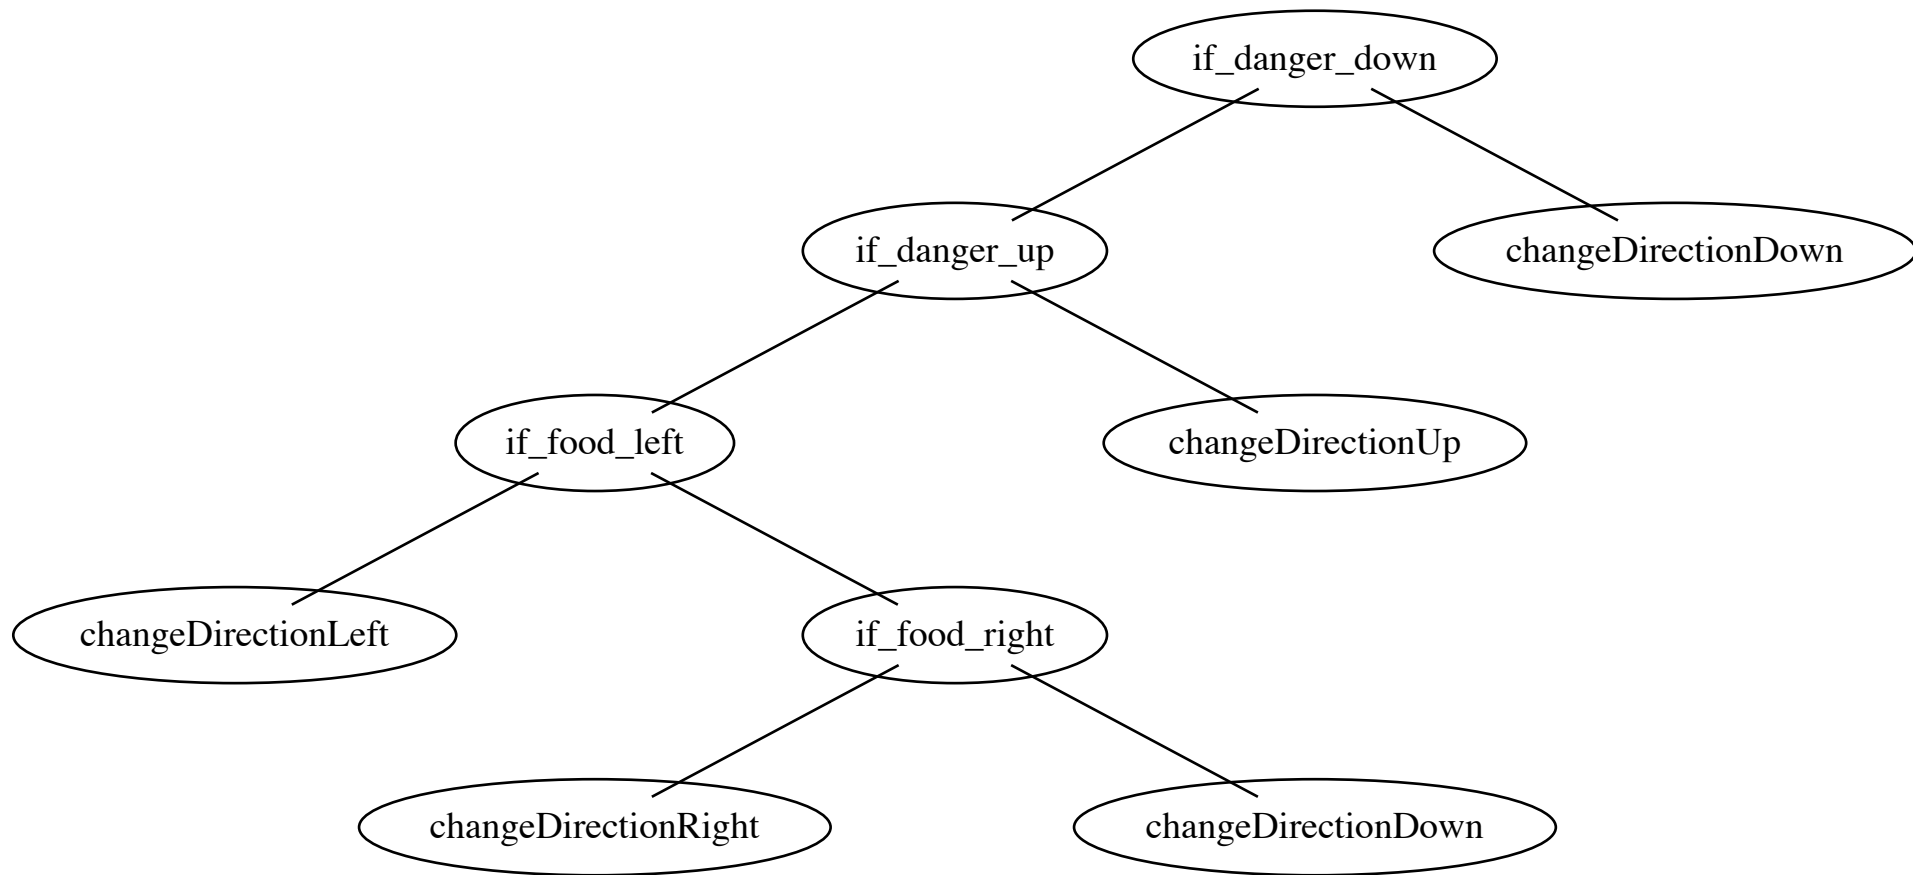 if_danger_down
if_danger_up
changeDirectionDown
if_food_left
changeDirectionUp
changeDirectionLeft
if_food_right
changeDirectionRight
changeDirectionDown